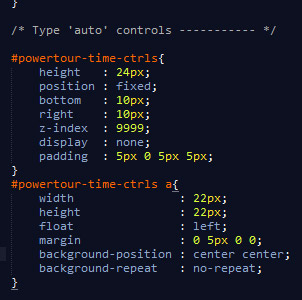 }
/* Type 'auto' controls ----------- */
#powertour-time-ctrls{
height : 24px;
position : fixed;
bottom : 10px;
right : 10px;
z-index : 9999;
display : none;
padding : 5px 0 5px 5px;
}
#powertour-time-ctrls a{
width : 22px;
height : 22px;
float : left;
margin : 0 5px 0 0;
background-position : center center;
background-repeat : no-repeat;
}